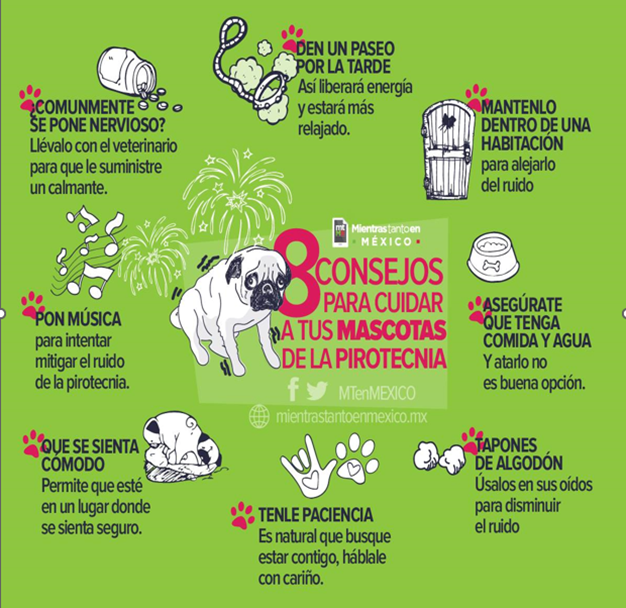 DEN UN PASEO
POR LA TARDE
Así liberará energía
y estará más
relajado.
¿COMUNMENTE
SE PONE NERVIOSO?
Llévalo con el veterinario
para que le suministre
un calmante.
MANTENLO
DENTRO DE UNA
HABITACIÓN
para alejarlo
del ruido
mt
Mientrastantoen
MÉXICO
8 CONSEJOS
PARA CUIDAR
A TUS MASCOTAS
DE LA PIROTECNIA
MTenMEXICO
mientrastantoenmexico.mx
PON MÚSICA
para intentar
mitigar el ruido
de la pirotecnia.
ASEGÚRATE
QUE TENGA
COMIDA Y AGUA
Y atarlo no
es buena opción.
QUE SE SIENTA
CÓMODO
Permite que esté
en un lugar donde
se sienta seguro.
TENLE PACIENCIA
Es natural que busque
estar contigo, háblale
con cariño.
TAPONES
DE ALGODÓN
Úsalos en sus oídos
para disminuir
el ruido